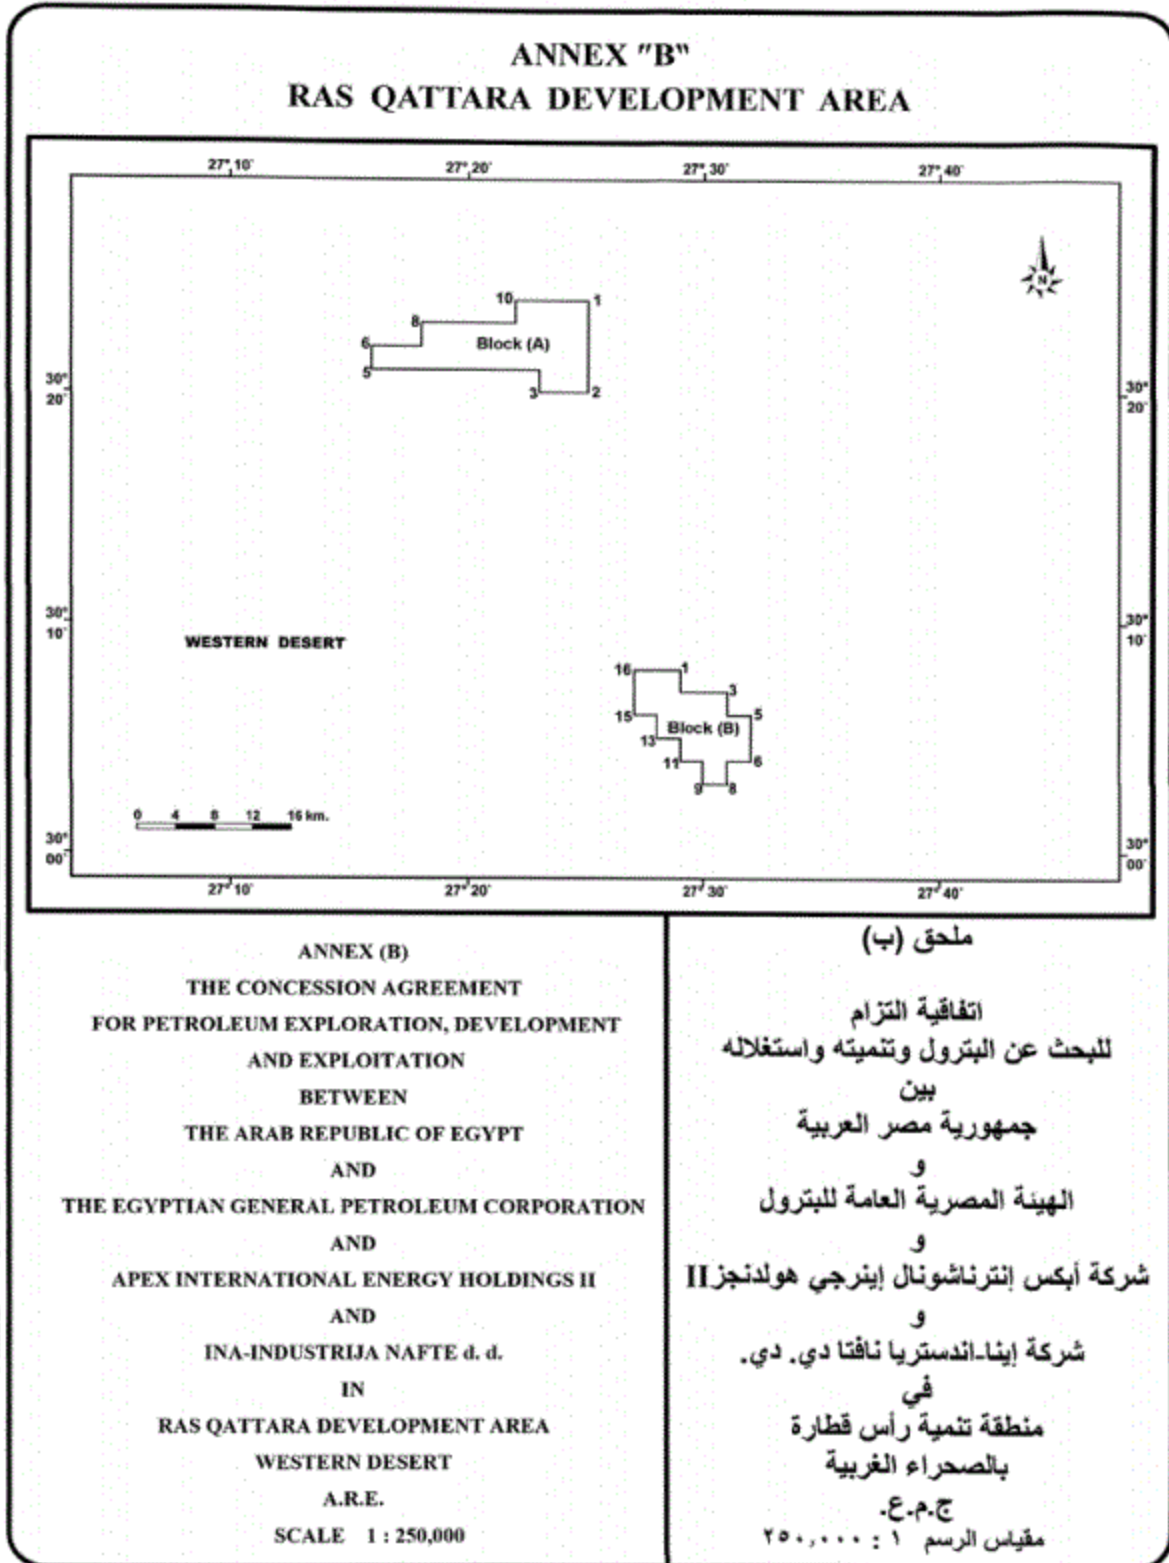 ANNEX "B"
RAS QATTARA DEVELOPMENT AREA
27° 10' 27° 20' 27° 30' 27° 40'
N
10 1
8
Block (A)
6
5
3 2
30° 30°
20' 20'
30° 30°
10' 10'
WESTERN DESERT
16 1
3
15 5
Block (B)
13
11 6
9 8
0 4 8 12 16 km.
30° 30°
00' 00'
27° 10' 27° 20' 27° 30' 27° 40'
ANNEX (B)
THE CONCESSION AGREEMENT
FOR PETROLEUM EXPLORATION, DEVELOPMENT
AND EXPLOITATION
BETWEEN
THE ARAB REPUBLIC OF EGYPT
AND
THE EGYPTIAN GENERAL PETROLEUM CORPORATION
AND
APEX INTERNATIONAL ENERGY HOLDINGS II
AND
INA-INDUSTRIJA NAFTE d. d.
IN
RAS QATTARA DEVELOPMENT AREA
WESTERN DESERT
A.R.E.
SCALE 1 : 250,000
ملحق (ب)
اتفاقية التزام
للبحث عن البترول وتنميته واستغلاله
بين
جمهورية مصر العربية
و
الهيئة المصرية العامة للبترول
و
شركة أبكس إنترناشونال إينرجي هولدنجز II
و
شركة إينا-اندستريا نافتا دي. دي.
في
منطقة تنمية رأس قطارة
بالصحراء الغربية
ج.م.ع.
مقياس الرسم ١ : ٢٥٠,٠٠٠